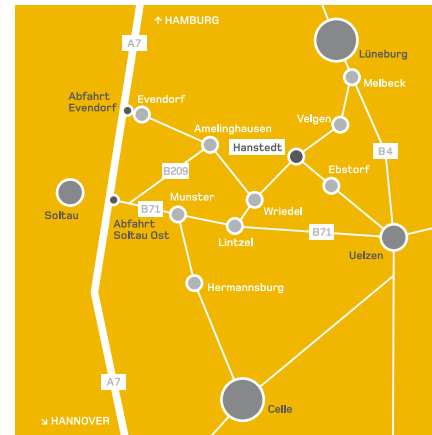 ↑ HAMBURG
A7
Lüneburg
Melbeck
Abfahrt
Evendorf
Evendorf
Velgen
Amelinghausen
Hanstedt
B4
B209
Ebstorf
Soltau
Munster
B71
Wriedel
Abfahrt
Soltau Ost
Lintzel
B71
Uelzen
Hermannsburg
A7
Celle
↘ HANNOVER